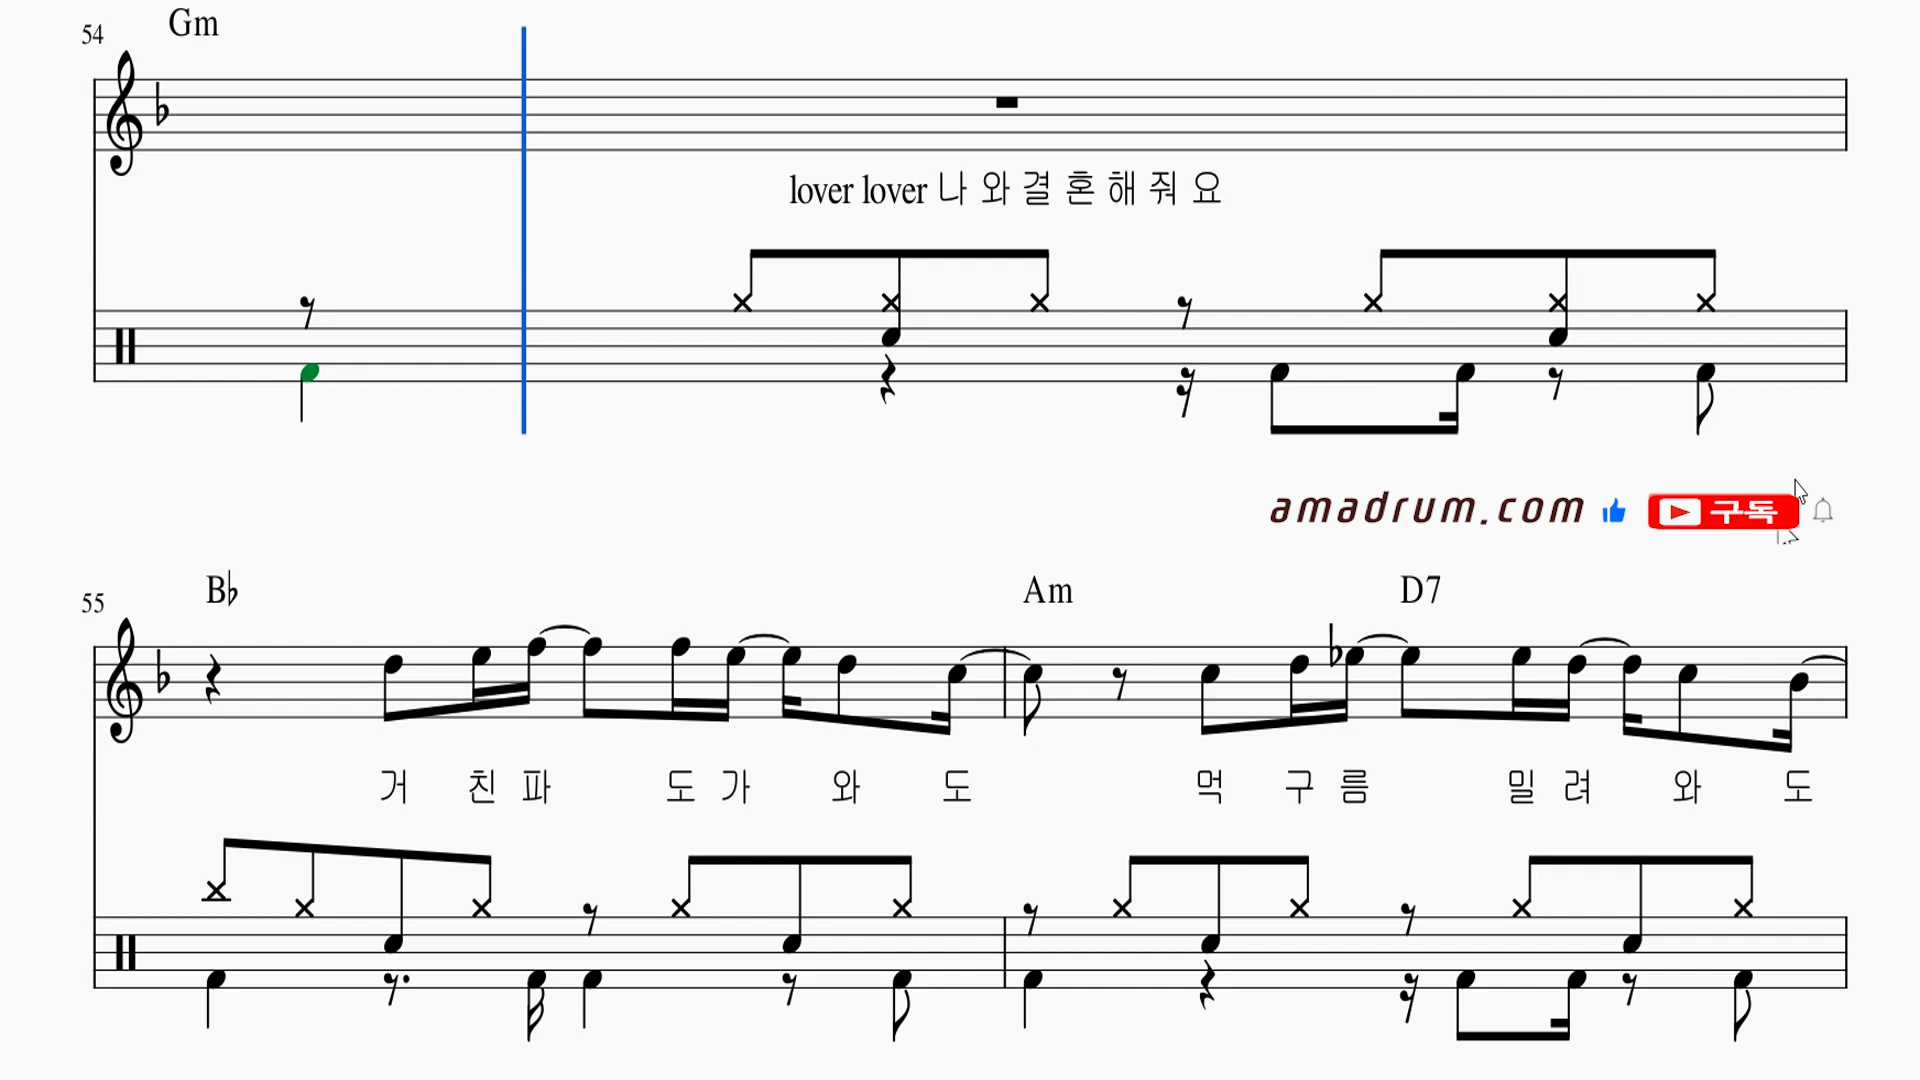 54 Gm
lover lover 나 와 결 혼 해 줘 요
amadrum.com 구독
B♭ Am D7
55
거 친 파 도 가 와 도 먹 구 름 밀 려 와 도